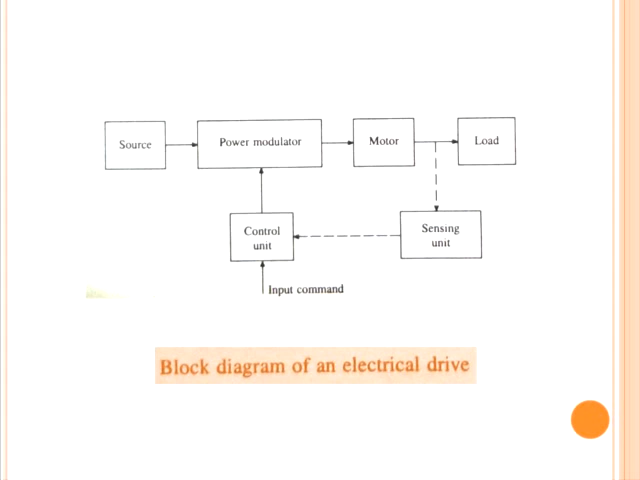 Source
Power modulator
Motor
Load
Control
unit
Sensing
unit
Input command
Block diagram of an electrical drive